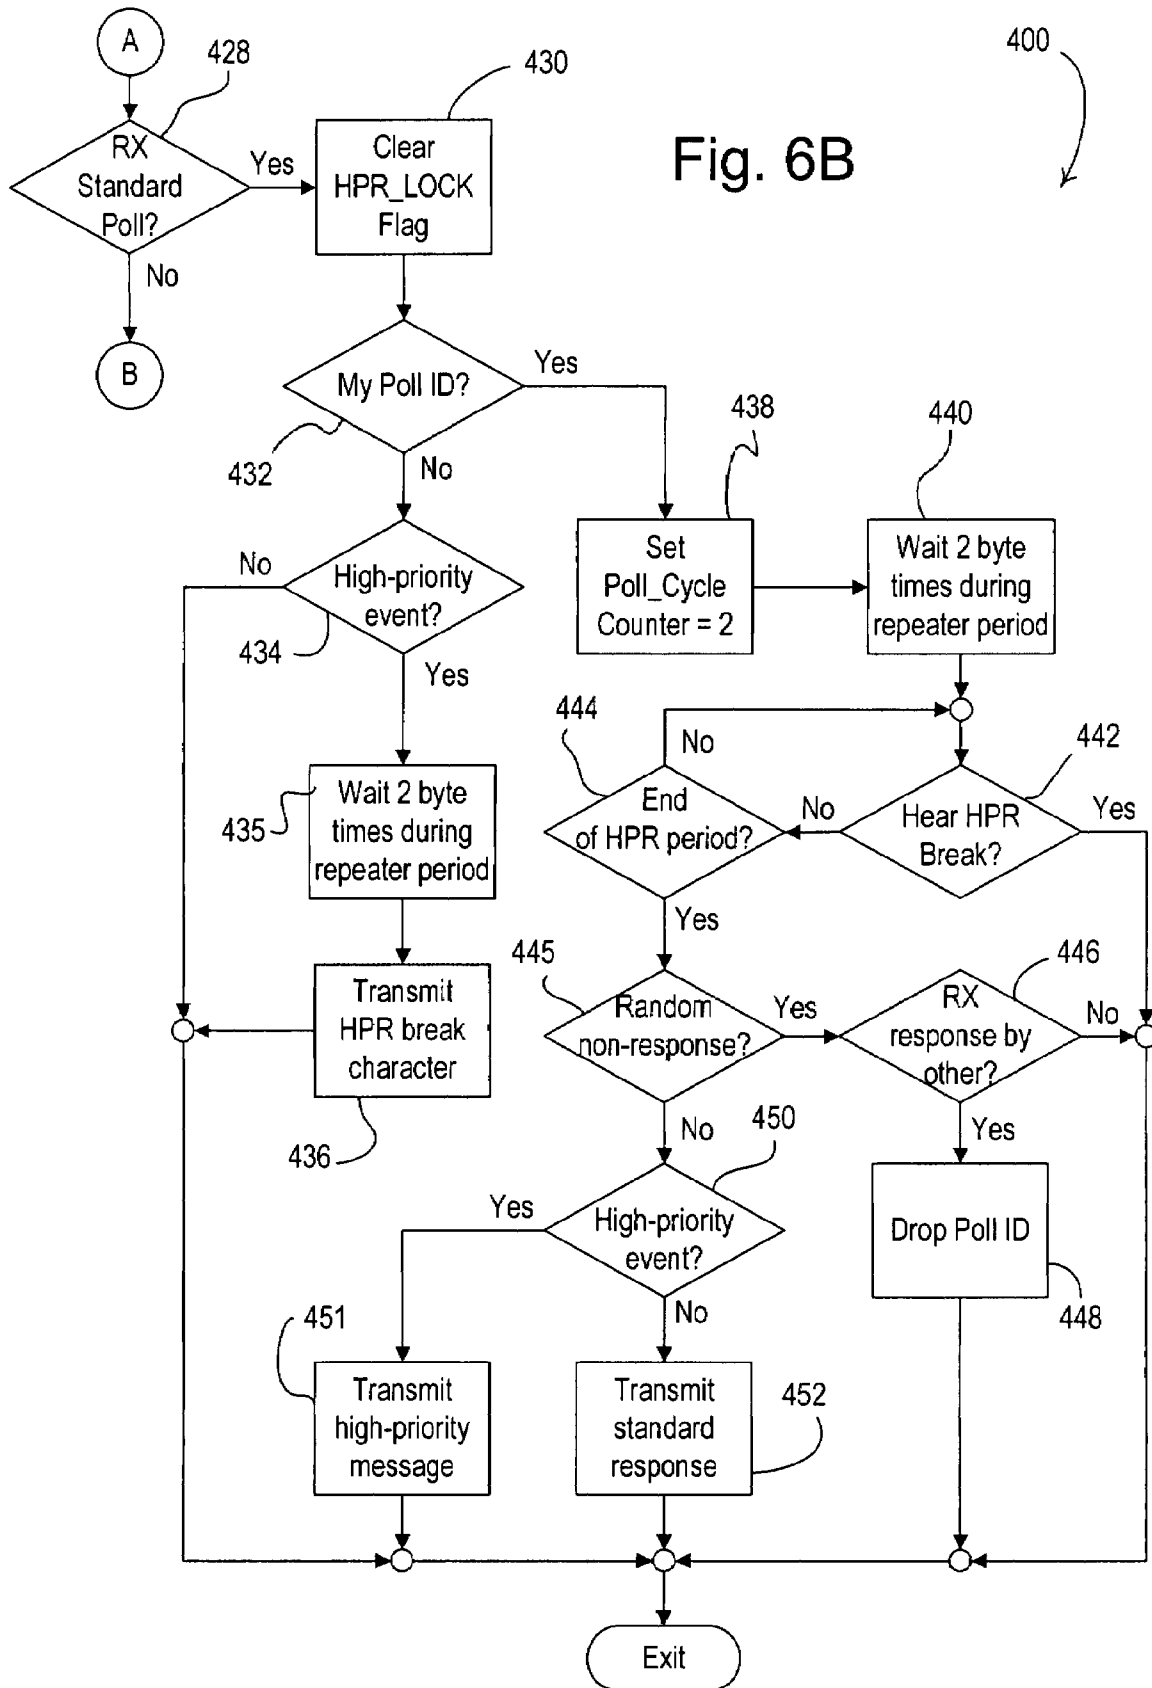 A
428
430
400
RX
Standard
Poll?
Yes
Clear
HPR_LOCK
Flag
Fig. 6B
No
B
My Poll ID?
Yes
432
No
438
440
High-priority
event?
No
434
Yes
Set
Poll_Cycle
Counter = 2
Wait 2 byte
times during
repeater period
444
No
442
435
Wait 2 byte
times during
repeater period
End
of HPR period?
No
Hear HPR
Break?
Yes
Yes
445
446
Transmit
HPR break
character
436
Random
non-response?
Yes
RX
response by
other?
No
No
450
Yes
Yes
High-priority
event?
Drop Poll ID
448
No
451
Transmit
high-priority
message
Transmit
standard
response
452
Exit